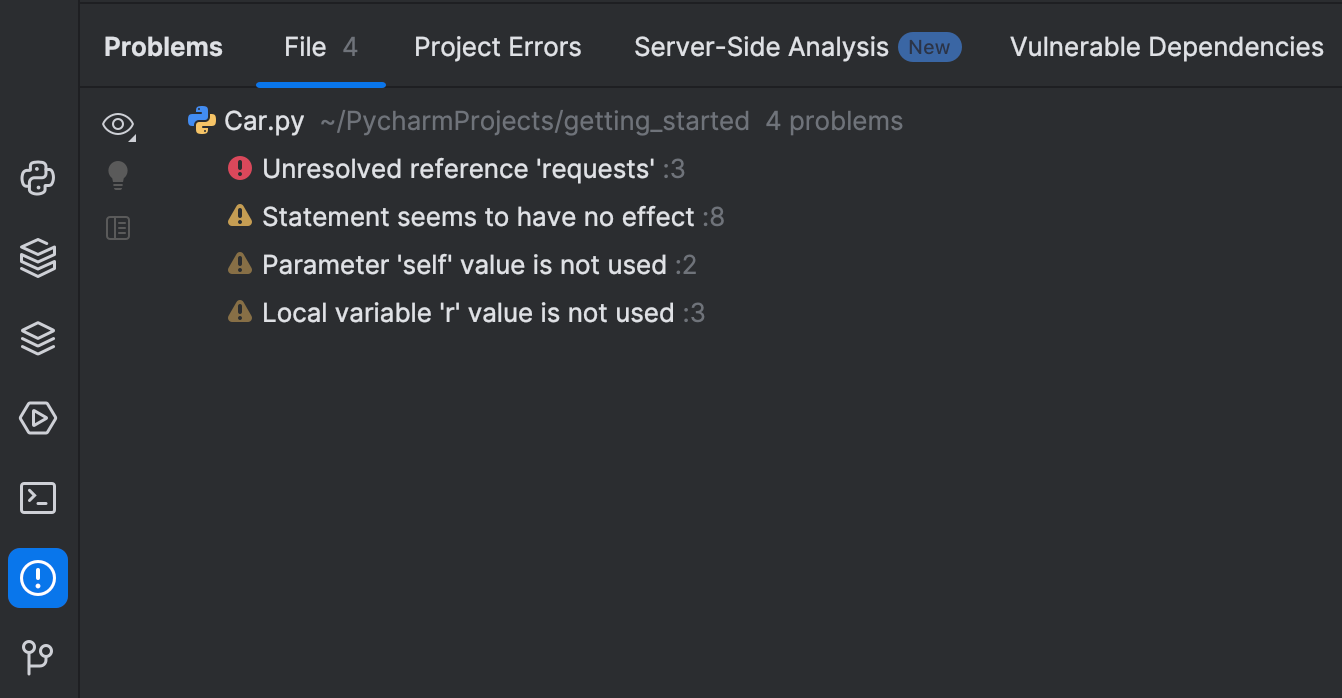 Problems File 4 Project Errors Server-Side Analysis New Vulnerable Dependencies
Car.py ~/PycharmProjects/getting_started 4 problems
Unresolved reference 'requests' :3
Statement seems to have no effect :8
Parameter 'self' value is not used :2
Local variable 'r' value is not used :3